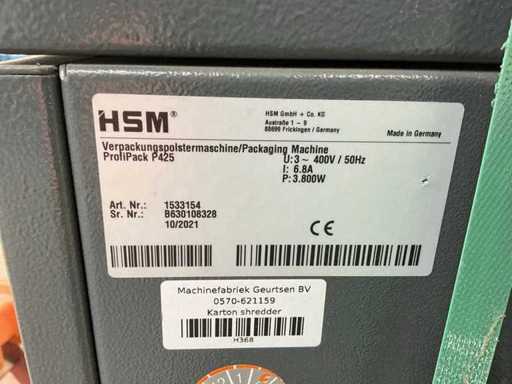 HSM®
HSM GmbH + Co. KG
Austraße 1 - 9
88699 Frickingen / Germany
Made in Germany
Verpackungspolstermaschine/Packaging Machine
ProfiPack P425
U: 3~ 400V / 50Hz
I: 6.8A
P: 3.800W
Art. Nr.: 1533154
Sr. Nr.: B630108328
10/2021
CE
Machinefabriek Geurtsen BV
0570-621159
Karton shredder
H368
1